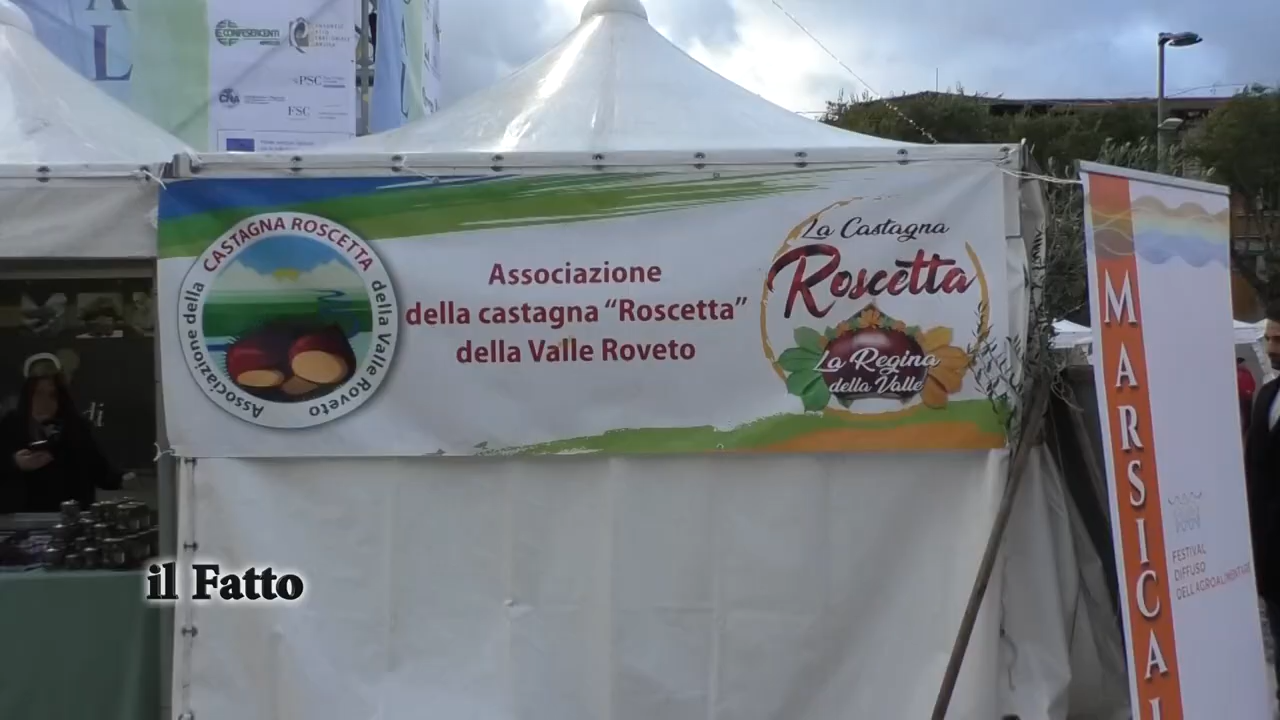 A
L
CONFESERCENTI
PSC
CNA
FSC
Associazione della CASTAGNA ROSCETTA della Valle Roveto
Associazione
della castagna “Roscetta”
della Valle Roveto
La Castagna
Roscetta
La Regina
della Valle
MARSICA
FESTIVAL
DIFFUSO
DELL'AGROALIMENTARE
il Fatto